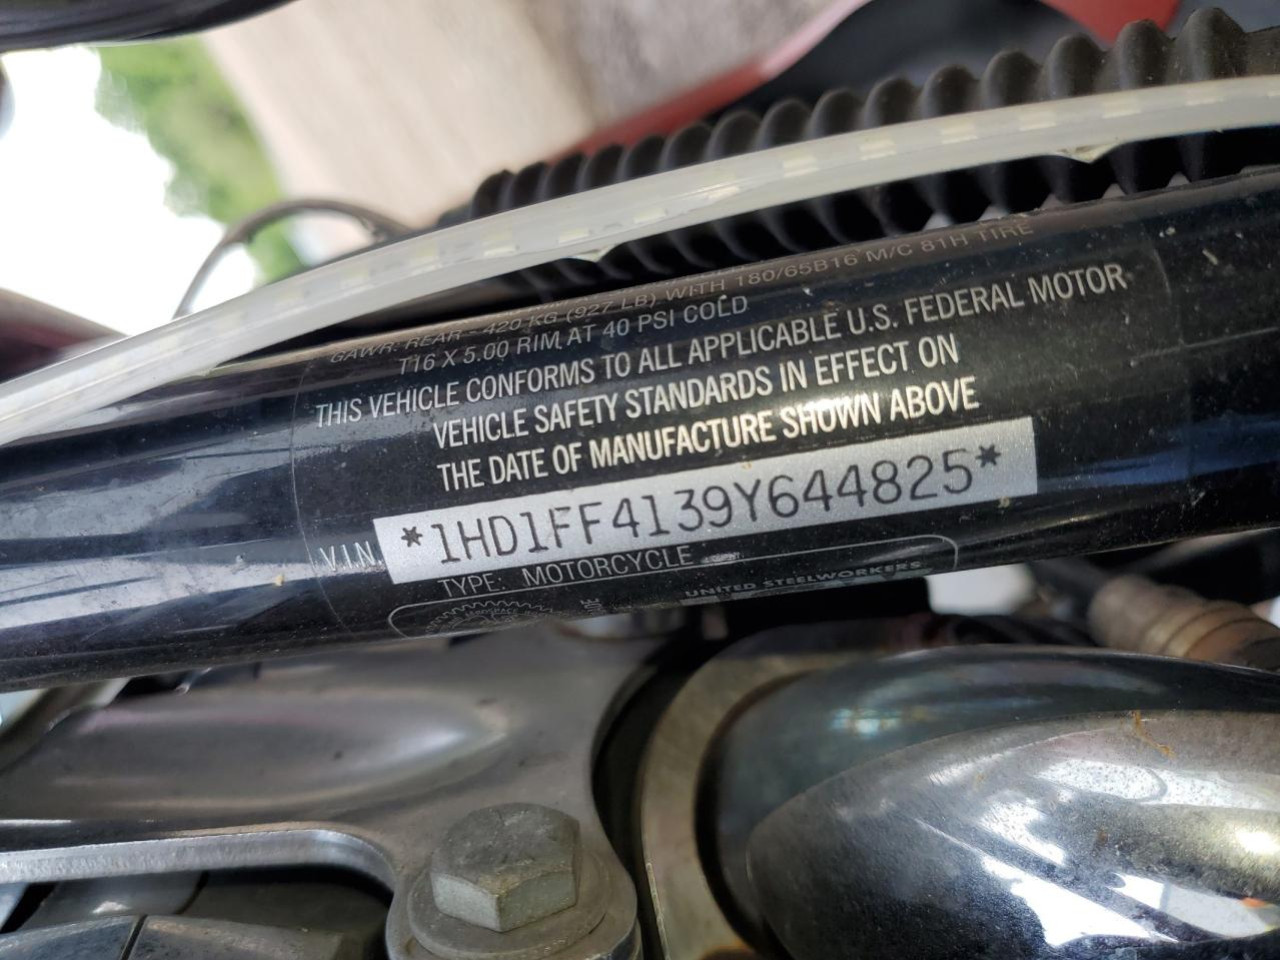 GAWR: REAR - 420 KG (927 LB) WITH 180/65B16 M/C 81H TIRE
T16 X 5.00 RIM AT 40 PSI COLD
THIS VEHICLE CONFORMS TO ALL APPLICABLE U.S. FEDERAL MOTOR
VEHICLE SAFETY STANDARDS IN EFFECT ON
THE DATE OF MANUFACTURE SHOWN ABOVE
V.I.N. *1HD1FF4139Y644825*
TYPE: MOTORCYCLE
UNITED STEELWORKERS